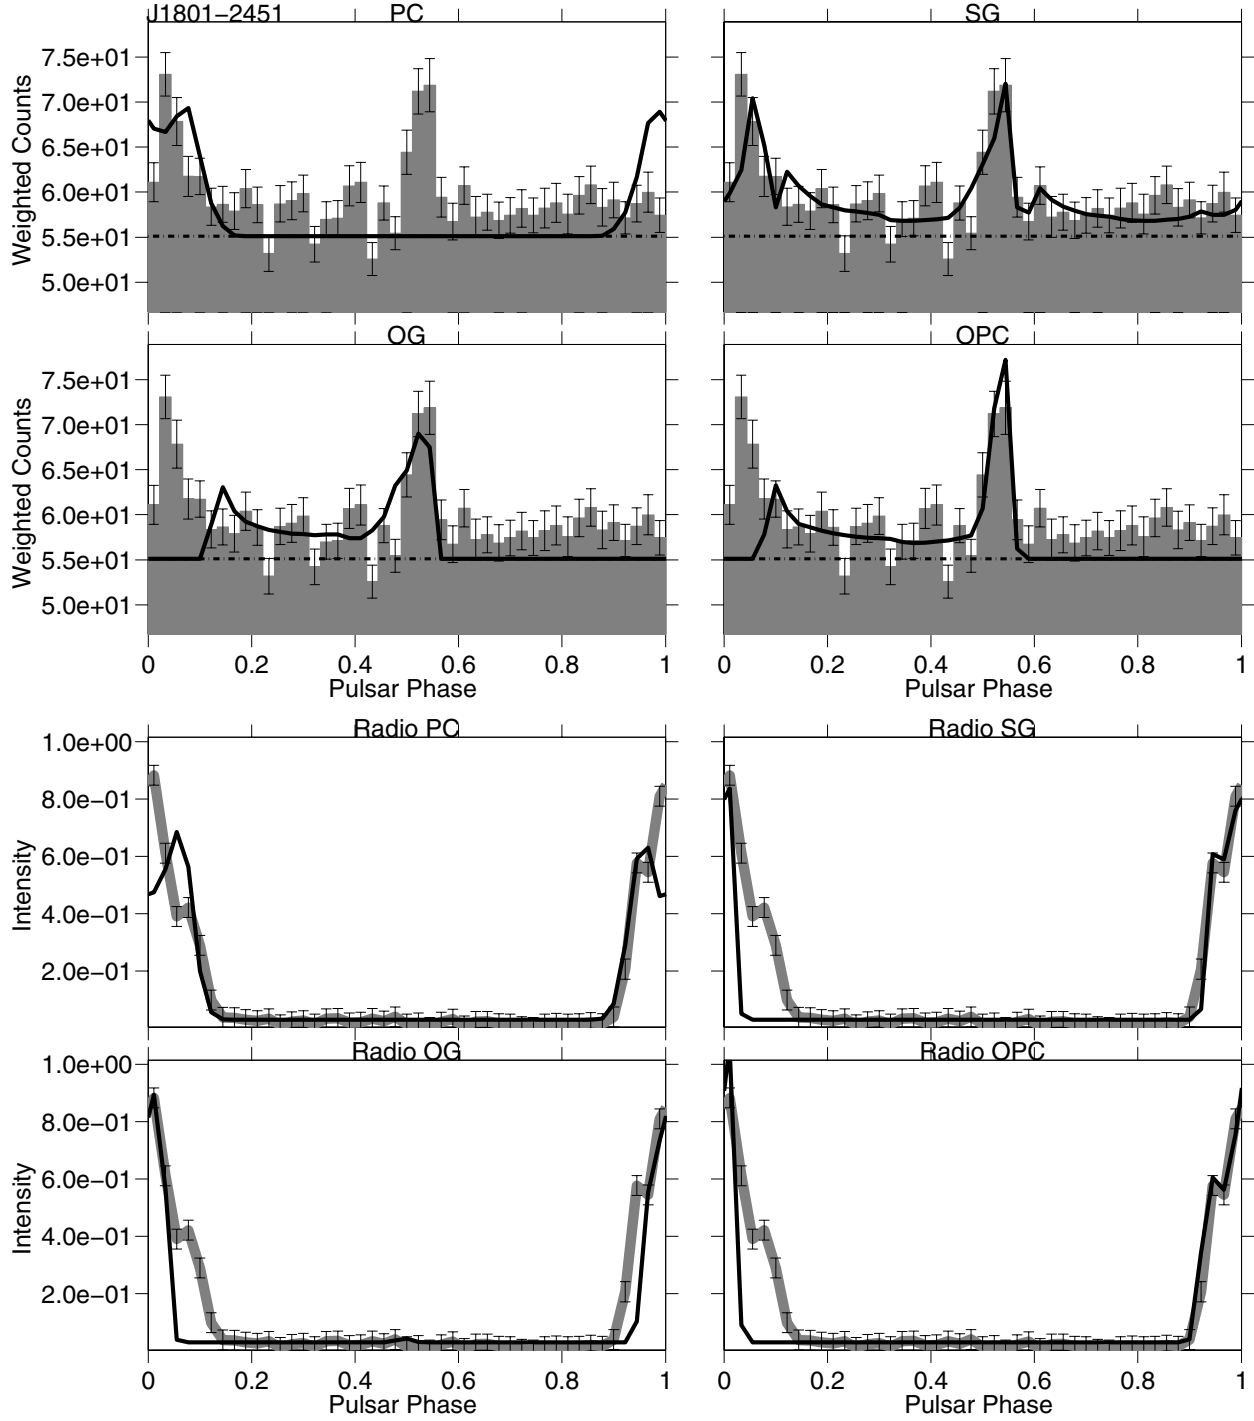 J1801−2451 PC SG
7.5e+01
7.0e+01
6.5e+01
6.0e+01
5.5e+01
5.0e+01
Weighted Counts
OG OPC
7.5e+01
7.0e+01
6.5e+01
6.0e+01
5.5e+01
5.0e+01
Weighted Counts
0 0.2 0.4 0.6 0.8 1 0 0.2 0.4 0.6 0.8 1
Pulsar Phase Pulsar Phase
Radio PC Radio SG
1.0e+00
8.0e−01
6.0e−01
4.0e−01
2.0e−01
Intensity
Radio OG Radio OPC
1.0e+00
8.0e−01
6.0e−01
4.0e−01
2.0e−01
Intensity
0 0.2 0.4 0.6 0.8 1 0 0.2 0.4 0.6 0.8 1
Pulsar Phase Pulsar Phase